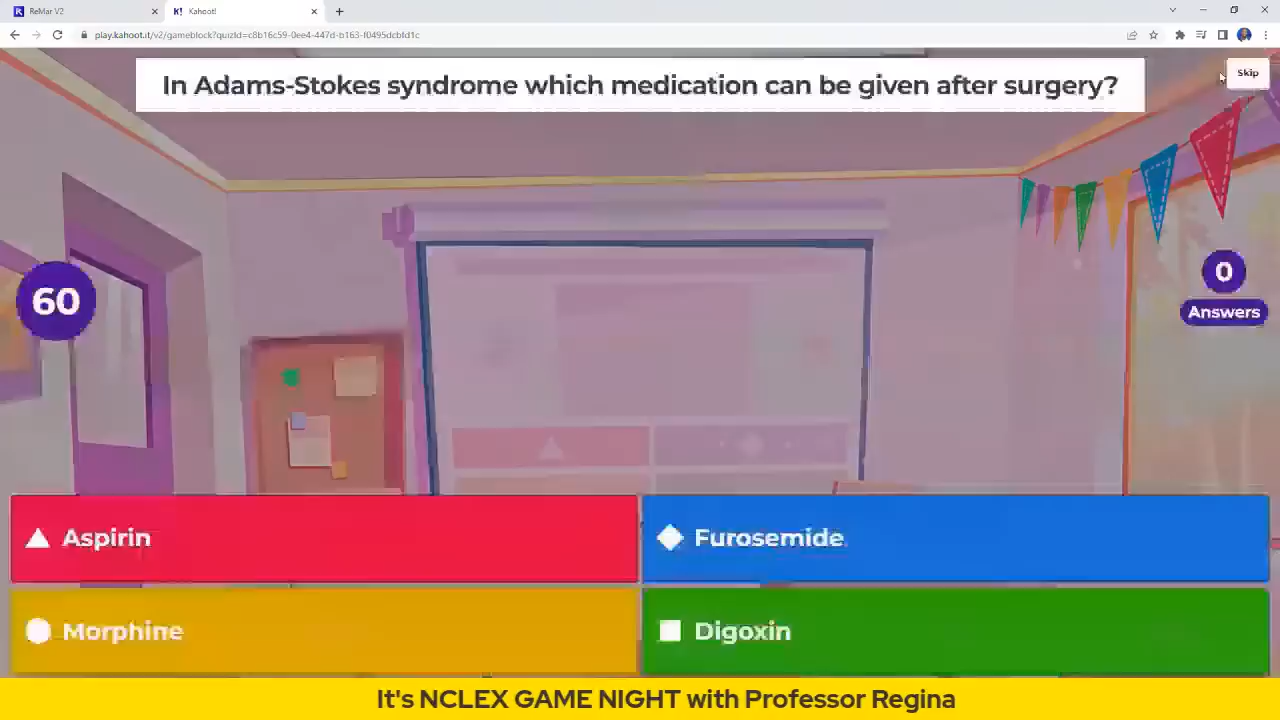 ReMar V2
K! Kahoot!
play.kahoot.it/v2/gameblock?quizId=c8b16c59-0ee4-447d-b163-f0495dcbfd1c
In Adams-Stokes syndrome which medication can be given after surgery?
Skip
60
0
Answers
Aspirin
Furosemide
Morphine
Digoxin
It's NCLEX GAME NIGHT with Professor Regina